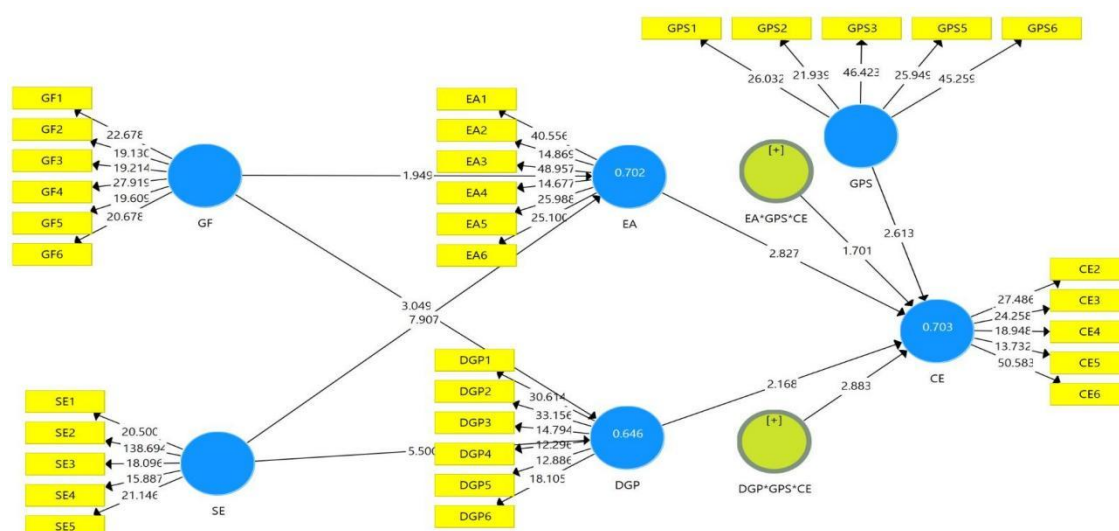 GPS1 GPS2 GPS3 GPS5 GPS6
26.032 21.939 46.423 25.949 45.259
GPS
GF1
GF2
GF3
GF4
GF5
GF6
22.678
19.130
19.214
27.919
19.609
20.678
GF
1.949
EA1
EA2
EA3
EA4
EA5
EA6
40.556
14.869
48.957
14.677
25.988
25.100
0.702
EA
[+]
EA*GPS*CE
2.613
1.701
2.827
3.049
7.907
CE2
CE3
CE4
CE5
CE6
27.486
24.258
18.948
13.732
50.583
0.703
CE
SE1
SE2
SE3
SE4
SE5
20.500
138.694
18.096
15.887
21.146
SE
5.500
DGP1
DGP2
DGP3
DGP4
DGP5
DGP6
30.614
33.156
14.794
12.296
12.886
18.105
0.646
DGP
2.168
2.883
[+]
DGP*GPS*CE